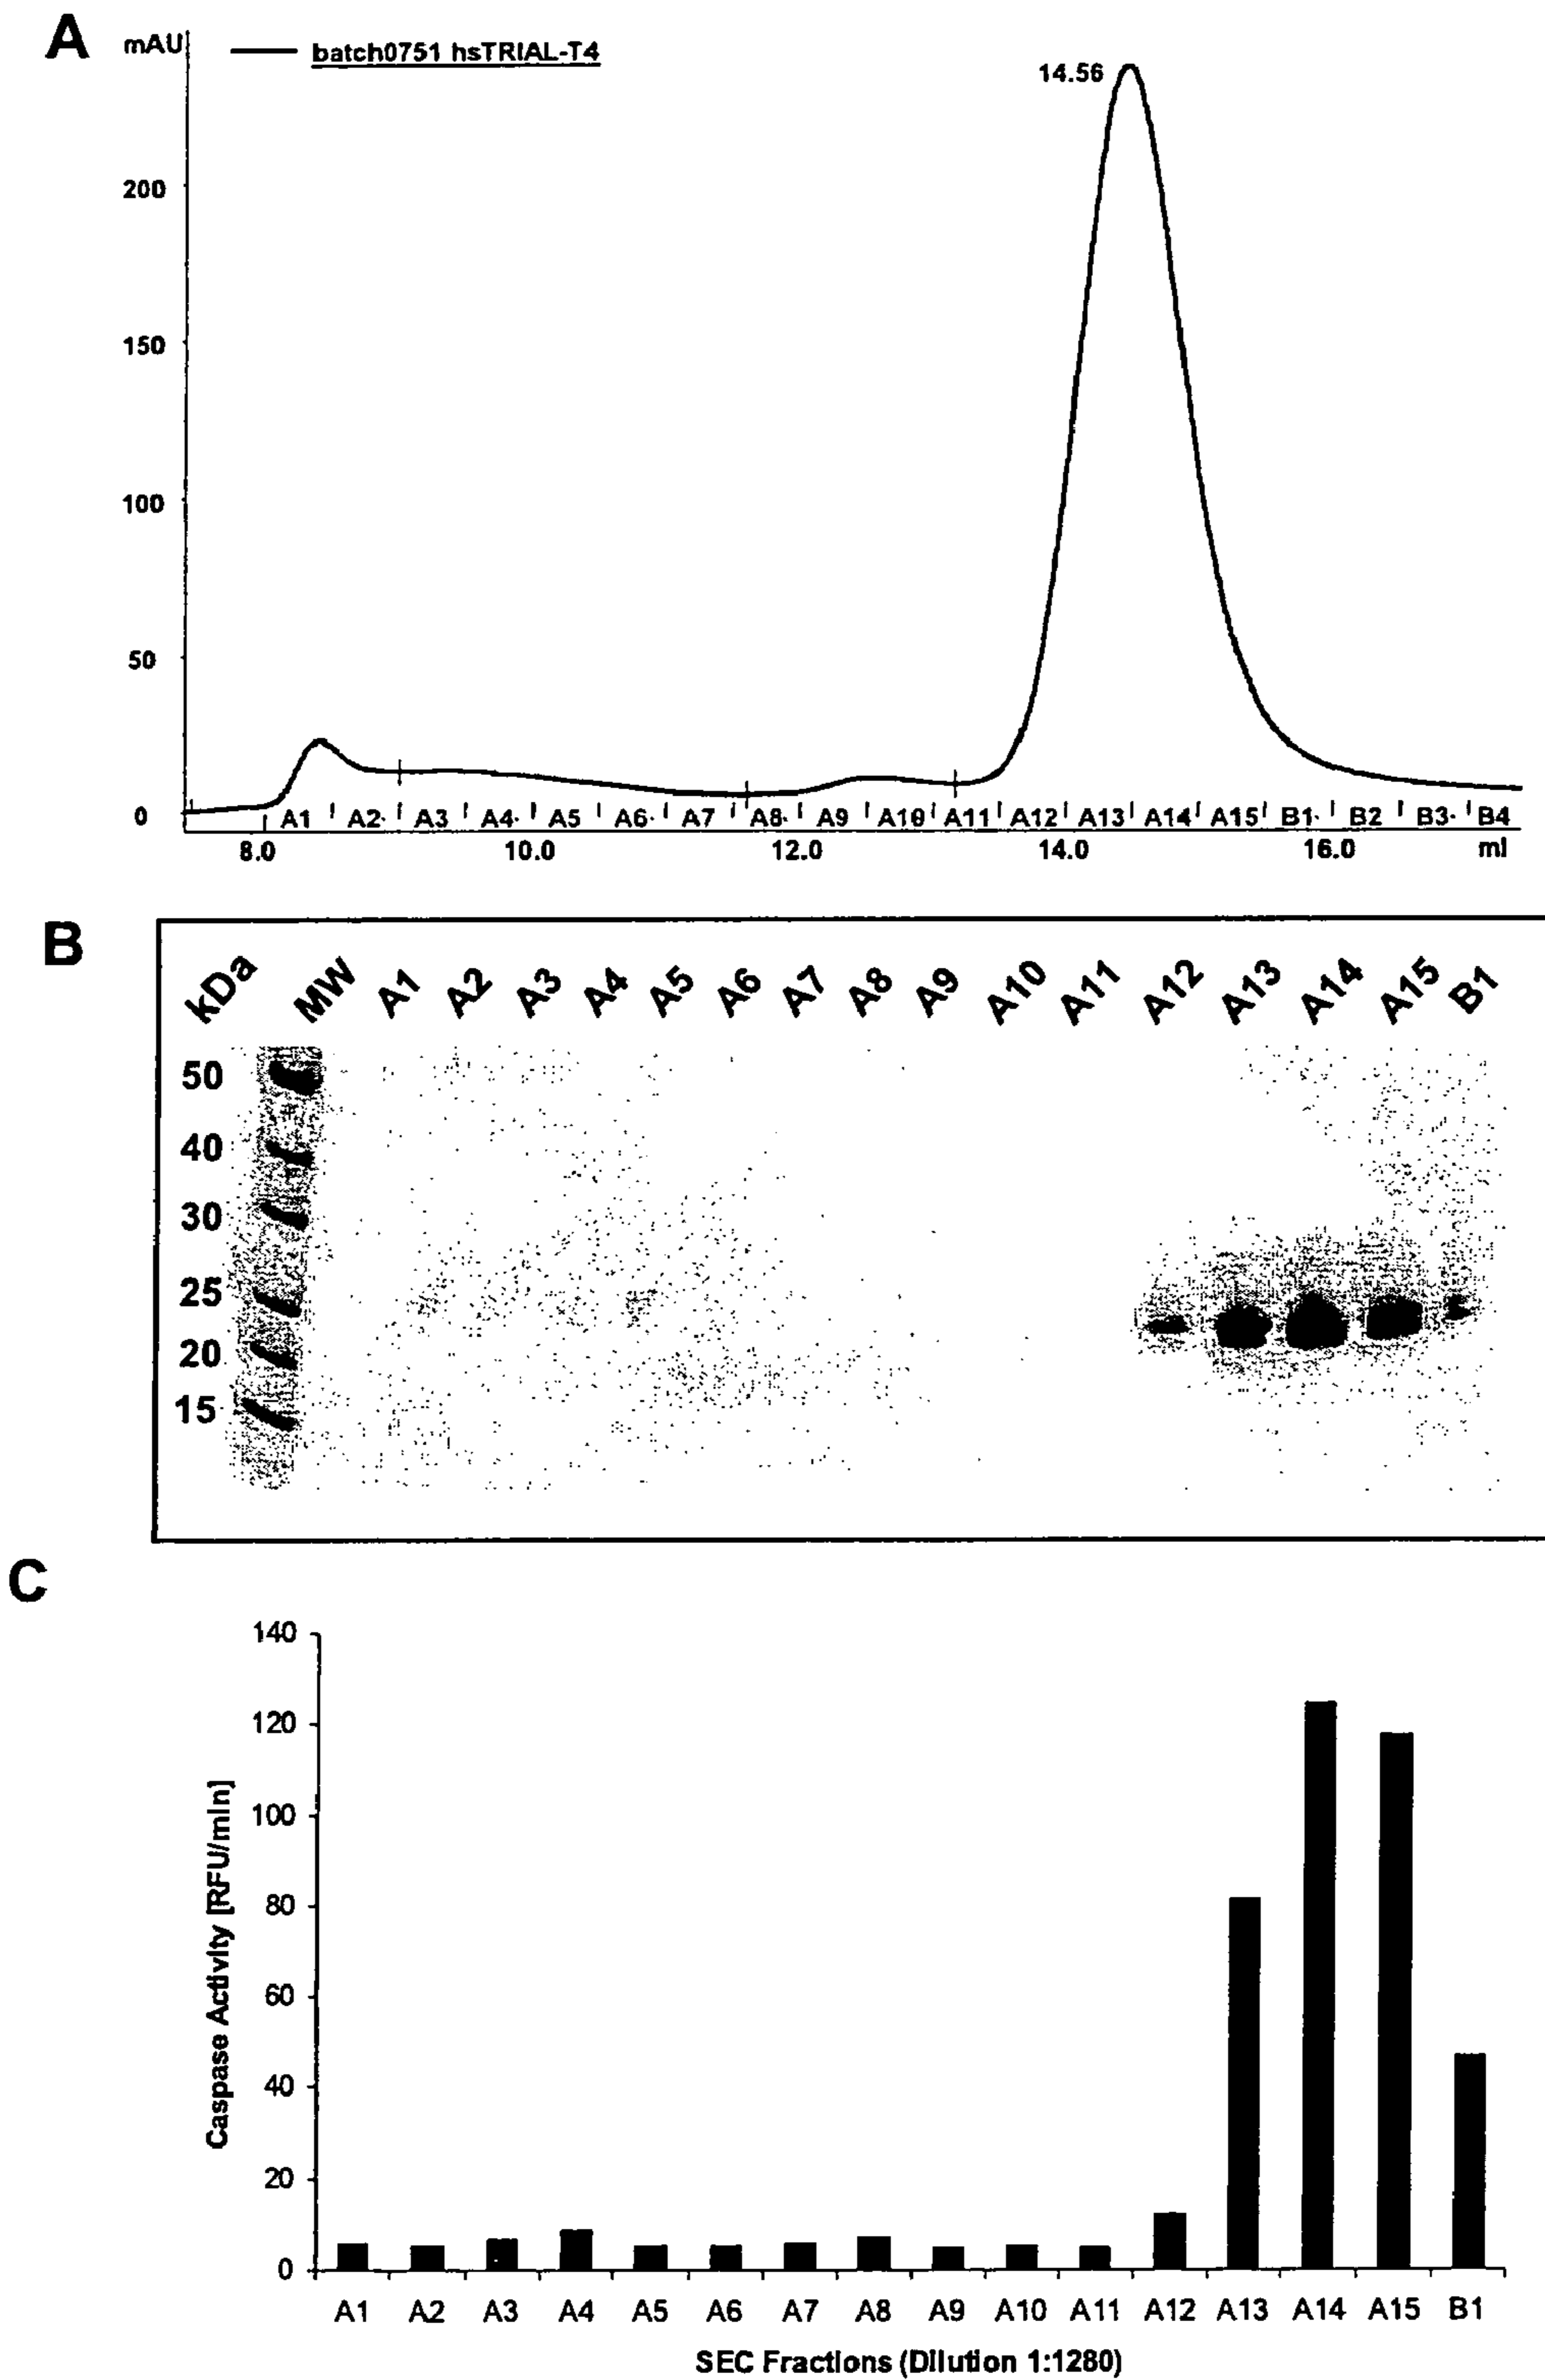 A
mAU
batch0751 hsTRIAL-T4
14.56
200
150
100
50
0
A1 A2 A3 A4 A5 A6 A7 A8 A9 A10 A11 A12 A13 A14 A15 B1 B2 B3 B4
8.0 10.0 12.0 14.0 16.0 ml
B
kDa MW A1 A2 A3 A4 A5 A6 A7 A8 A9 A10 A11 A12 A13 A14 A15 B1
50
40
30
25
20
15
C
140
120
100
80
60
40
20
0
Caspase Activity [RFU/min]
A1 A2 A3 A4 A5 A6 A7 A8 A9 A10 A11 A12 A13 A14 A15 B1
SEC Fractions (Dilution 1:1280)